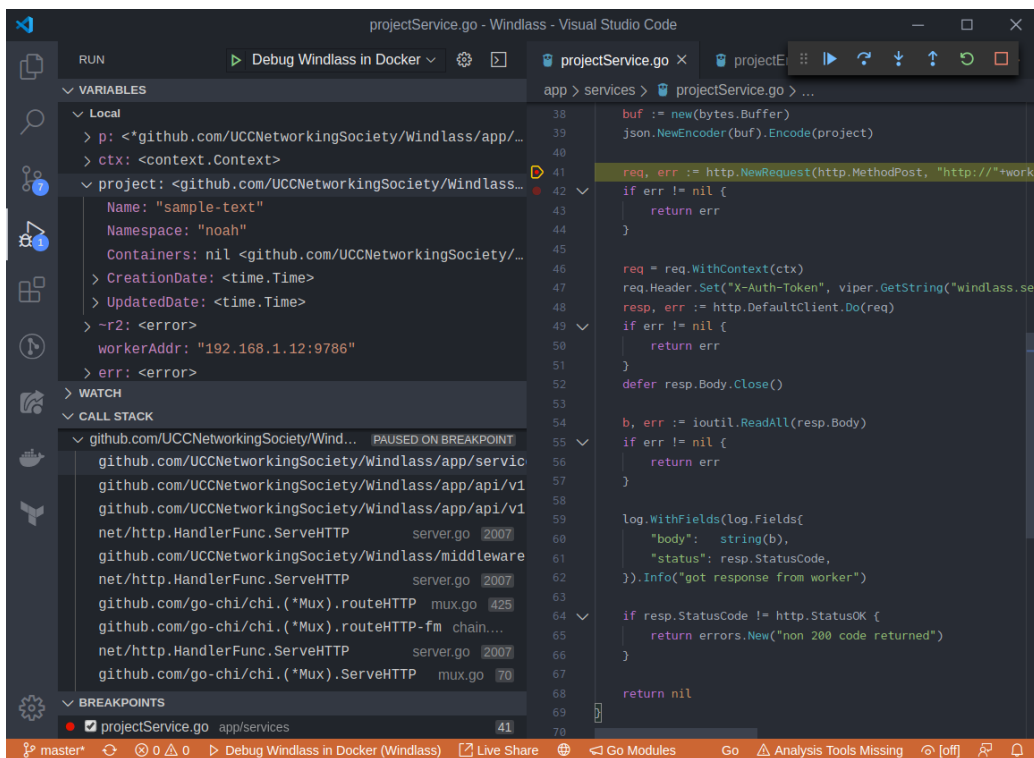 projectService.go - Windlass - Visual Studio Code
RUN
Debug Windlass in Docker
projectService.go
projectE
app > services > projectService.go > ...
VARIABLES
Local
p: <*github.com/UCCNetworkingSociety/Windlass/app/…
ctx: <context.Context>
project: <github.com/UCCNetworkingSociety/Windlass…
Name: "sample-text"
Namespace: "noah"
Containers: nil <github.com/UCCNetworkingSociety/…
CreationDate: <time.Time>
UpdatedDate: <time.Time>
~r2: <error>
workerAddr: "192.168.1.12:9786"
err: <error>
WATCH
CALL STACK
github.com/UCCNetworkingSociety/Wind… PAUSED ON BREAKPOINT
github.com/UCCNetworkingSociety/Windlass/app/servic
github.com/UCCNetworkingSociety/Windlass/app/api/v1
github.com/UCCNetworkingSociety/Windlass/app/api/v1
net/http.HandlerFunc.ServeHTTP server.go 2007
github.com/UCCNetworkingSociety/Windlass/middleware
net/http.HandlerFunc.ServeHTTP server.go 2007
github.com/go-chi/chi.(*Mux).routeHTTP mux.go 425
github.com/go-chi/chi.(*Mux).routeHTTP-fm chain.…
net/http.HandlerFunc.ServeHTTP server.go 2007
github.com/go-chi/chi.(*Mux).ServeHTTP mux.go 70
BREAKPOINTS
projectService.go app/services 41
7
1
38 buf := new(bytes.Buffer)
39 json.NewEncoder(buf).Encode(project)
40
41 req, err := http.NewRequest(http.MethodPost, "http://"+work
42 if err != nil {
43 return err
44 }
45
46 req = req.WithContext(ctx)
47 req.Header.Set("X-Auth-Token", viper.GetString("windlass.se
48 resp, err := http.DefaultClient.Do(req)
49 if err != nil {
50 return err
51 }
52 defer resp.Body.Close()
53
54 b, err := ioutil.ReadAll(resp.Body)
55 if err != nil {
56 return err
57 }
58
59 log.WithFields(log.Fields{
60 "body": string(b),
61 "status": resp.StatusCode,
62 }).Info("got response from worker")
63
64 if resp.StatusCode != http.StatusOK {
65 return errors.New("non 200 code returned")
66 }
67
68 return nil
69 }
70
master* 0 0 Debug Windlass in Docker (Windlass) Live Share Go Modules Go Analysis Tools Missing [off]